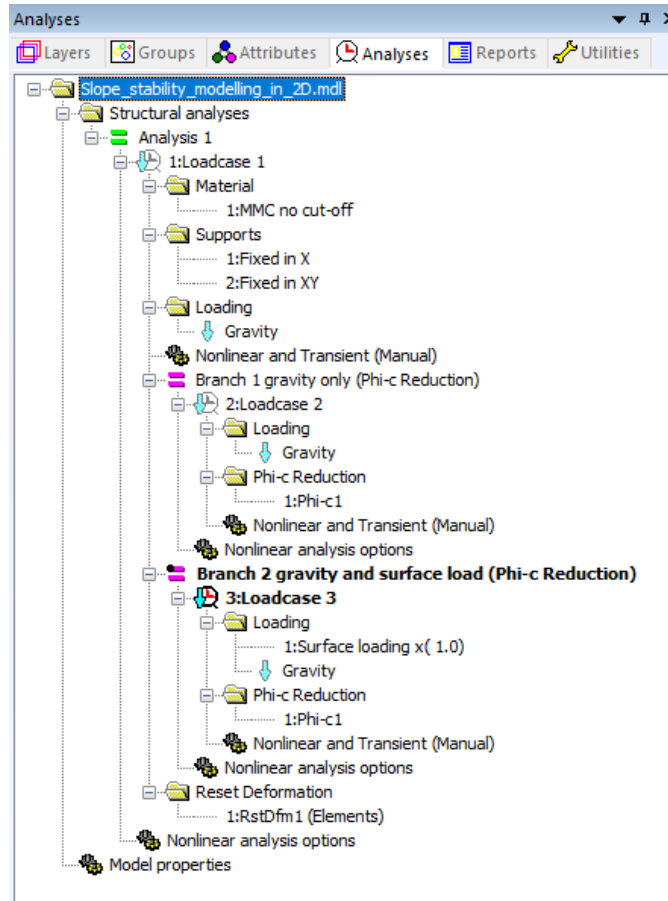 Analyses
Layers Groups Attributes Analyses Reports Utilities
Slope_stability_modelling_in_2D.mdl
Structural analyses
Analysis 1
1:Loadcase 1
Material
1:MMC no cut-off
Supports
1:Fixed in X
2:Fixed in XY
Loading
Gravity
Nonlinear and Transient (Manual)
Branch 1 gravity only (Phi-c Reduction)
2:Loadcase 2
Loading
Gravity
Phi-c Reduction
1:Phi-c1
Nonlinear and Transient (Manual)
Nonlinear analysis options
Branch 2 gravity and surface load (Phi-c Reduction)
3:Loadcase 3
Loading
1:Surface loading x( 1.0)
Gravity
Phi-c Reduction
1:Phi-c1
Nonlinear and Transient (Manual)
Nonlinear analysis options
Reset Deformation
1:RstDfm1 (Elements)
Nonlinear analysis options
Model properties